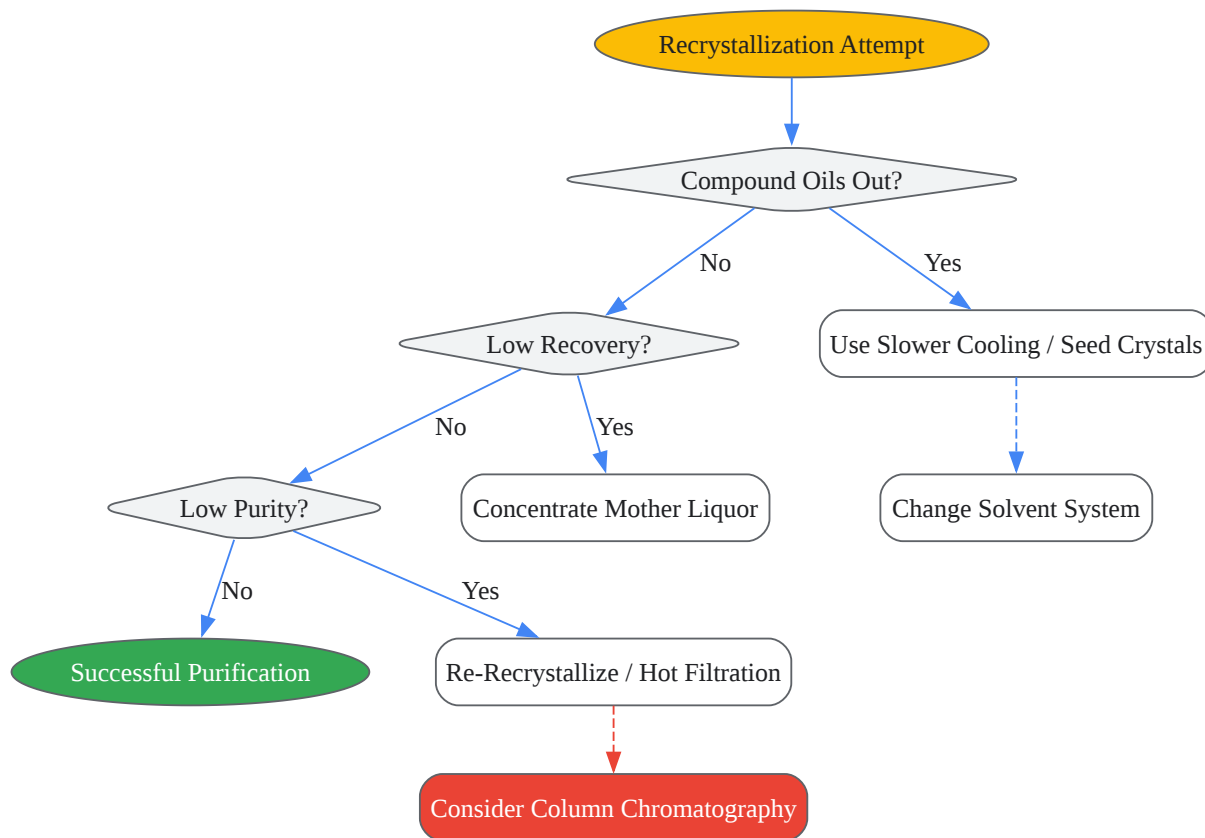 Recrystallization Attempt
Compound Oils Out?
No
Yes
Low Recovery?
Use Slower Cooling / Seed Crystals
No
Yes
Low Purity?
Concentrate Mother Liquor
Change Solvent System
No
Yes
Successful Purification
Re-Recrystallize / Hot Filtration
Consider Column Chromatography